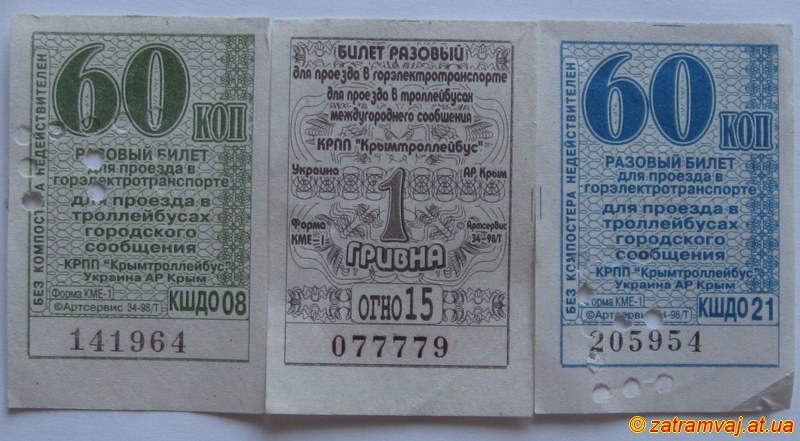 60 КОП
БЕЗ КОМПОСТЕРА НЕДЕЙСТВИТЕЛЕН
РАЗОВЫЙ БИЛЕТ
для проезда в
горэлектротранспорте
для проезда в
троллейбусах
городского
сообщения
КРПП "Крымтроллейбус"
Украина АР Крым
Форма КМЕ-1
©Артсервис 34-98/Т
КШДО 08
141964
БИЛЕТ РАЗОВЫЙ
для проезда в горэлектротранспорте
для проезда в троллейбусах
междугороднего сообщения
КРПП "Крымтроллейбус"
Украина АР, Крым
1
Форма
КМЕ-1
© Артсервис
34-98/Т
ГРИВНА
ОГНО 15
077779
60 КОП
БЕЗ КОМПОСТЕРА НЕДЕЙСТВИТЕЛЕН
РАЗОВЫЙ БИЛЕТ
для проезда в
горэлектротранспорте
для проезда в
троллейбусах
городского
сообщения
КРПП "Крымтроллейбус"
Украина АР Крым
Форма КМЕ-1
©Артсервис 34-98/Т
КШДО 21
205954
© zatramvaj.at.ua